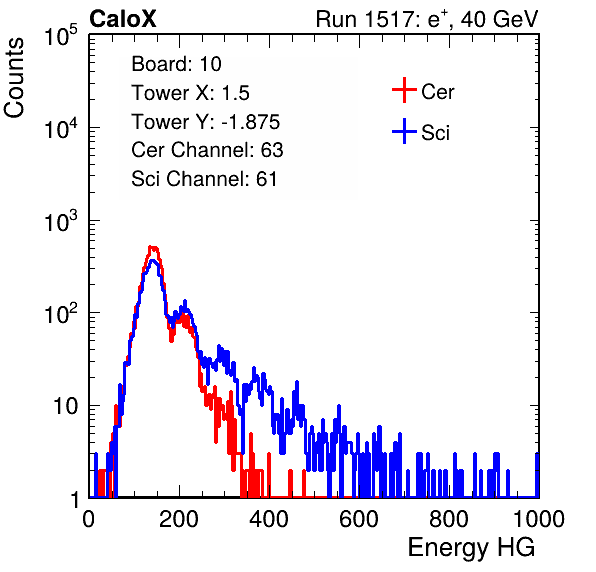 CaloX Run 1517: e⁺, 40 GeV
Counts
10⁵
10⁴
10³
10²
10
1
Board: 10
Tower X: 1.5
Tower Y: -1.875
Cer Channel: 63
Sci Channel: 61
Cer
Sci
0 200 400 600 800 1000
Energy HG